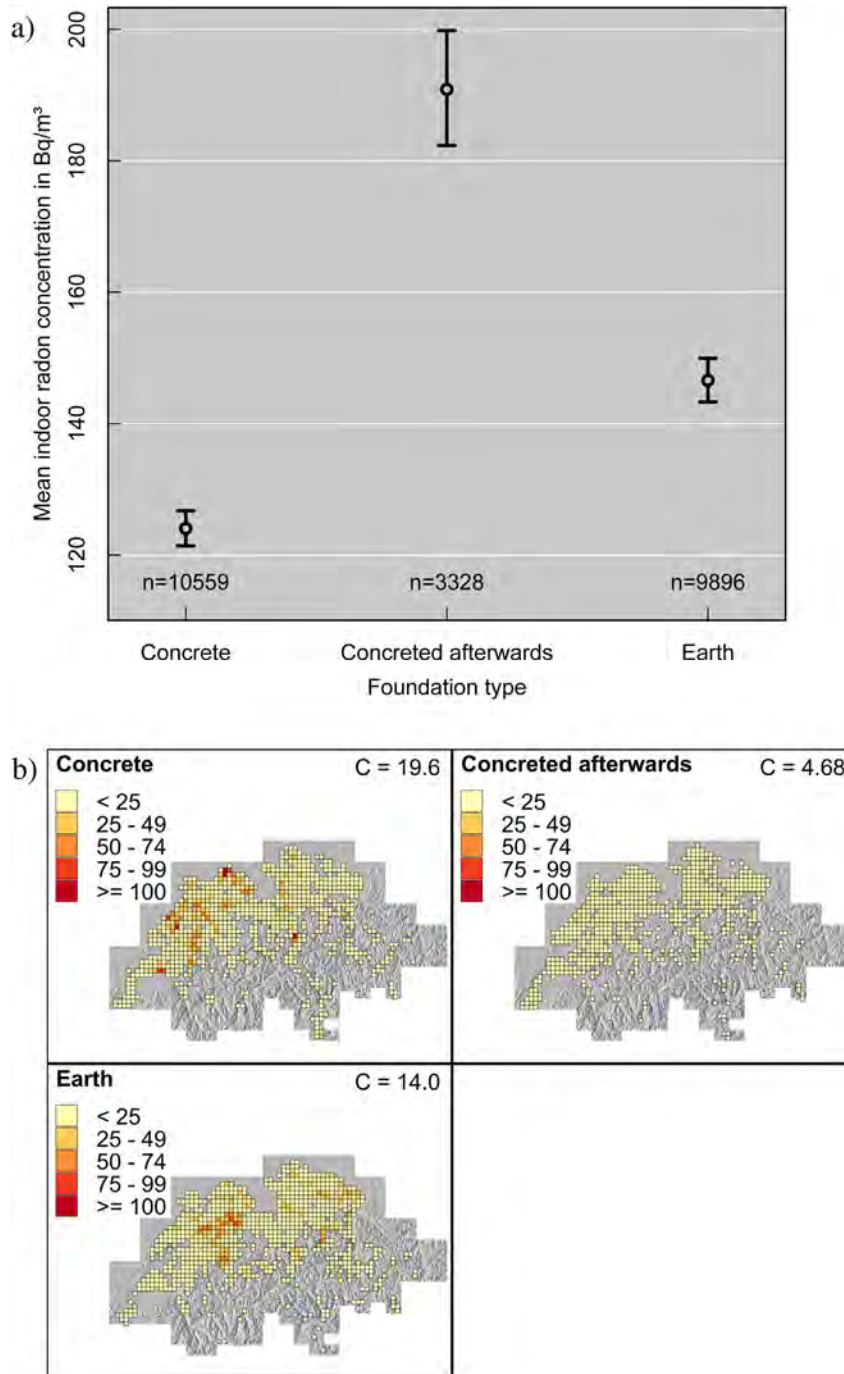 a)
Mean indoor radon concentration in Bq/m³
200
180
160
140
120
n=10559
n=3328
n=9896
Concrete
Concreted afterwards
Earth
Foundation type
b)
Concrete
C = 19.6
< 25
25 - 49
50 - 74
75 - 99
>= 100
Concreted afterwards
C = 4.68
< 25
25 - 49
50 - 74
75 - 99
>= 100
Earth
C = 14.0
< 25
25 - 49
50 - 74
75 - 99
>= 100